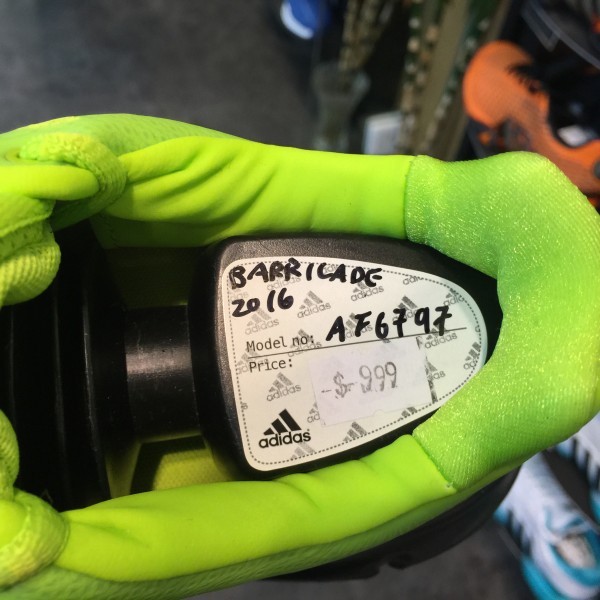 BARRICADE
2016
Model no: AF6797
Price:
-$-999
adidas